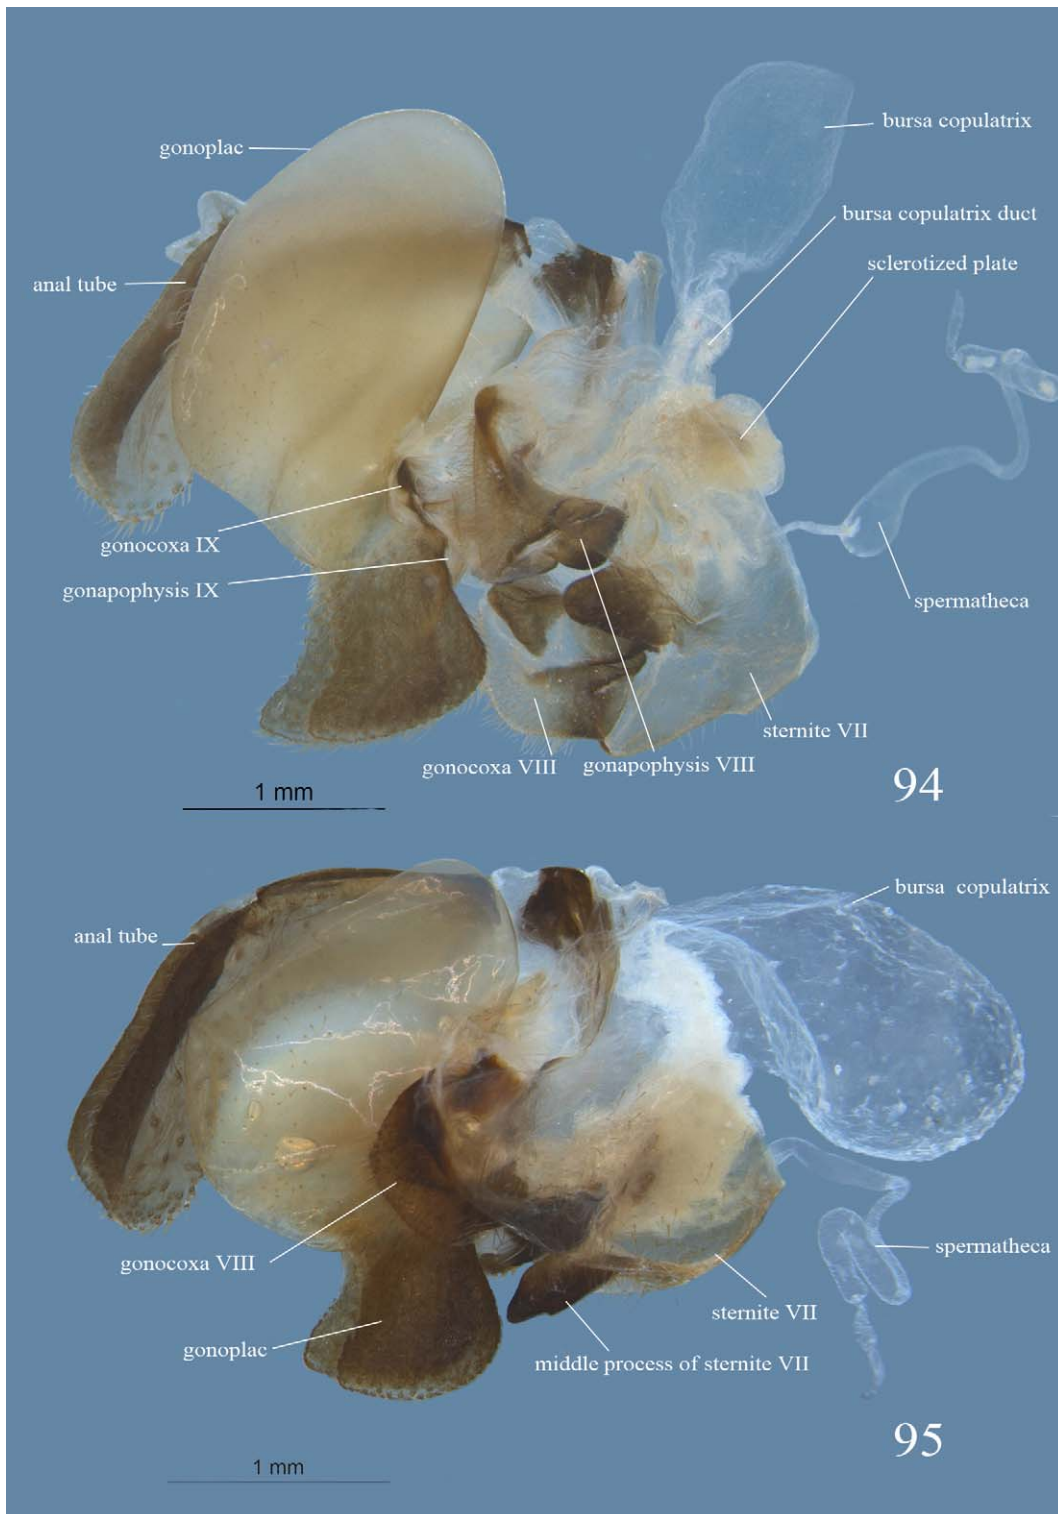 bursa copulatrix
gonoplac
bursa copulatrix duct
sclerotized plate
anal tube
gonocoxa IX
gonapophysis IX
spermatheca
sternite VII
gonocoxa VIII
gonapophysis VIII
1 mm
94
bursa copulatrix
anal tube
spermatheca
gonocoxa VIII
sternite VII
gonoplac
middle process of sternite VII
95
1 mm